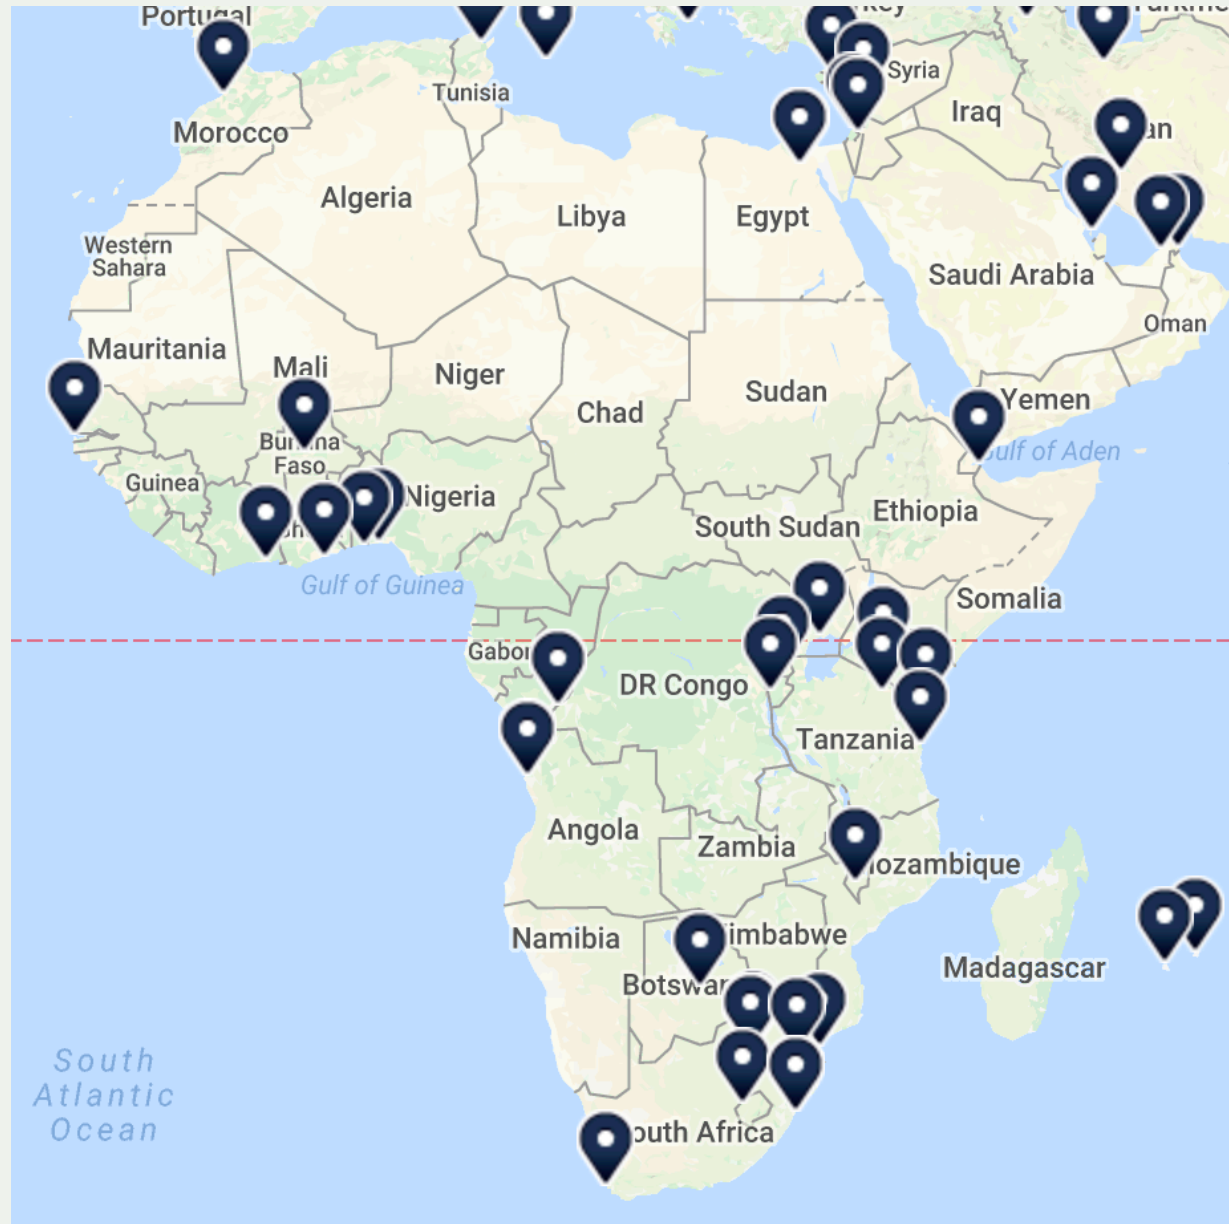 Portugal
Syria
Tunisia
Iraq
Morocco
Algeria
Libya
Egypt
Western
Sahara
Saudi Arabia
Oman
Mauritania
Mali
Niger
Sudan
Yemen
Chad
Gulf of Aden
Faso
Guinea
Nigeria
Ethiopia
South Sudan
Gulf of Guinea
Somalia
DR Congo
Tanzania
Angola
Zambia
Namibia
Madagascar
South
Atlantic
Ocean